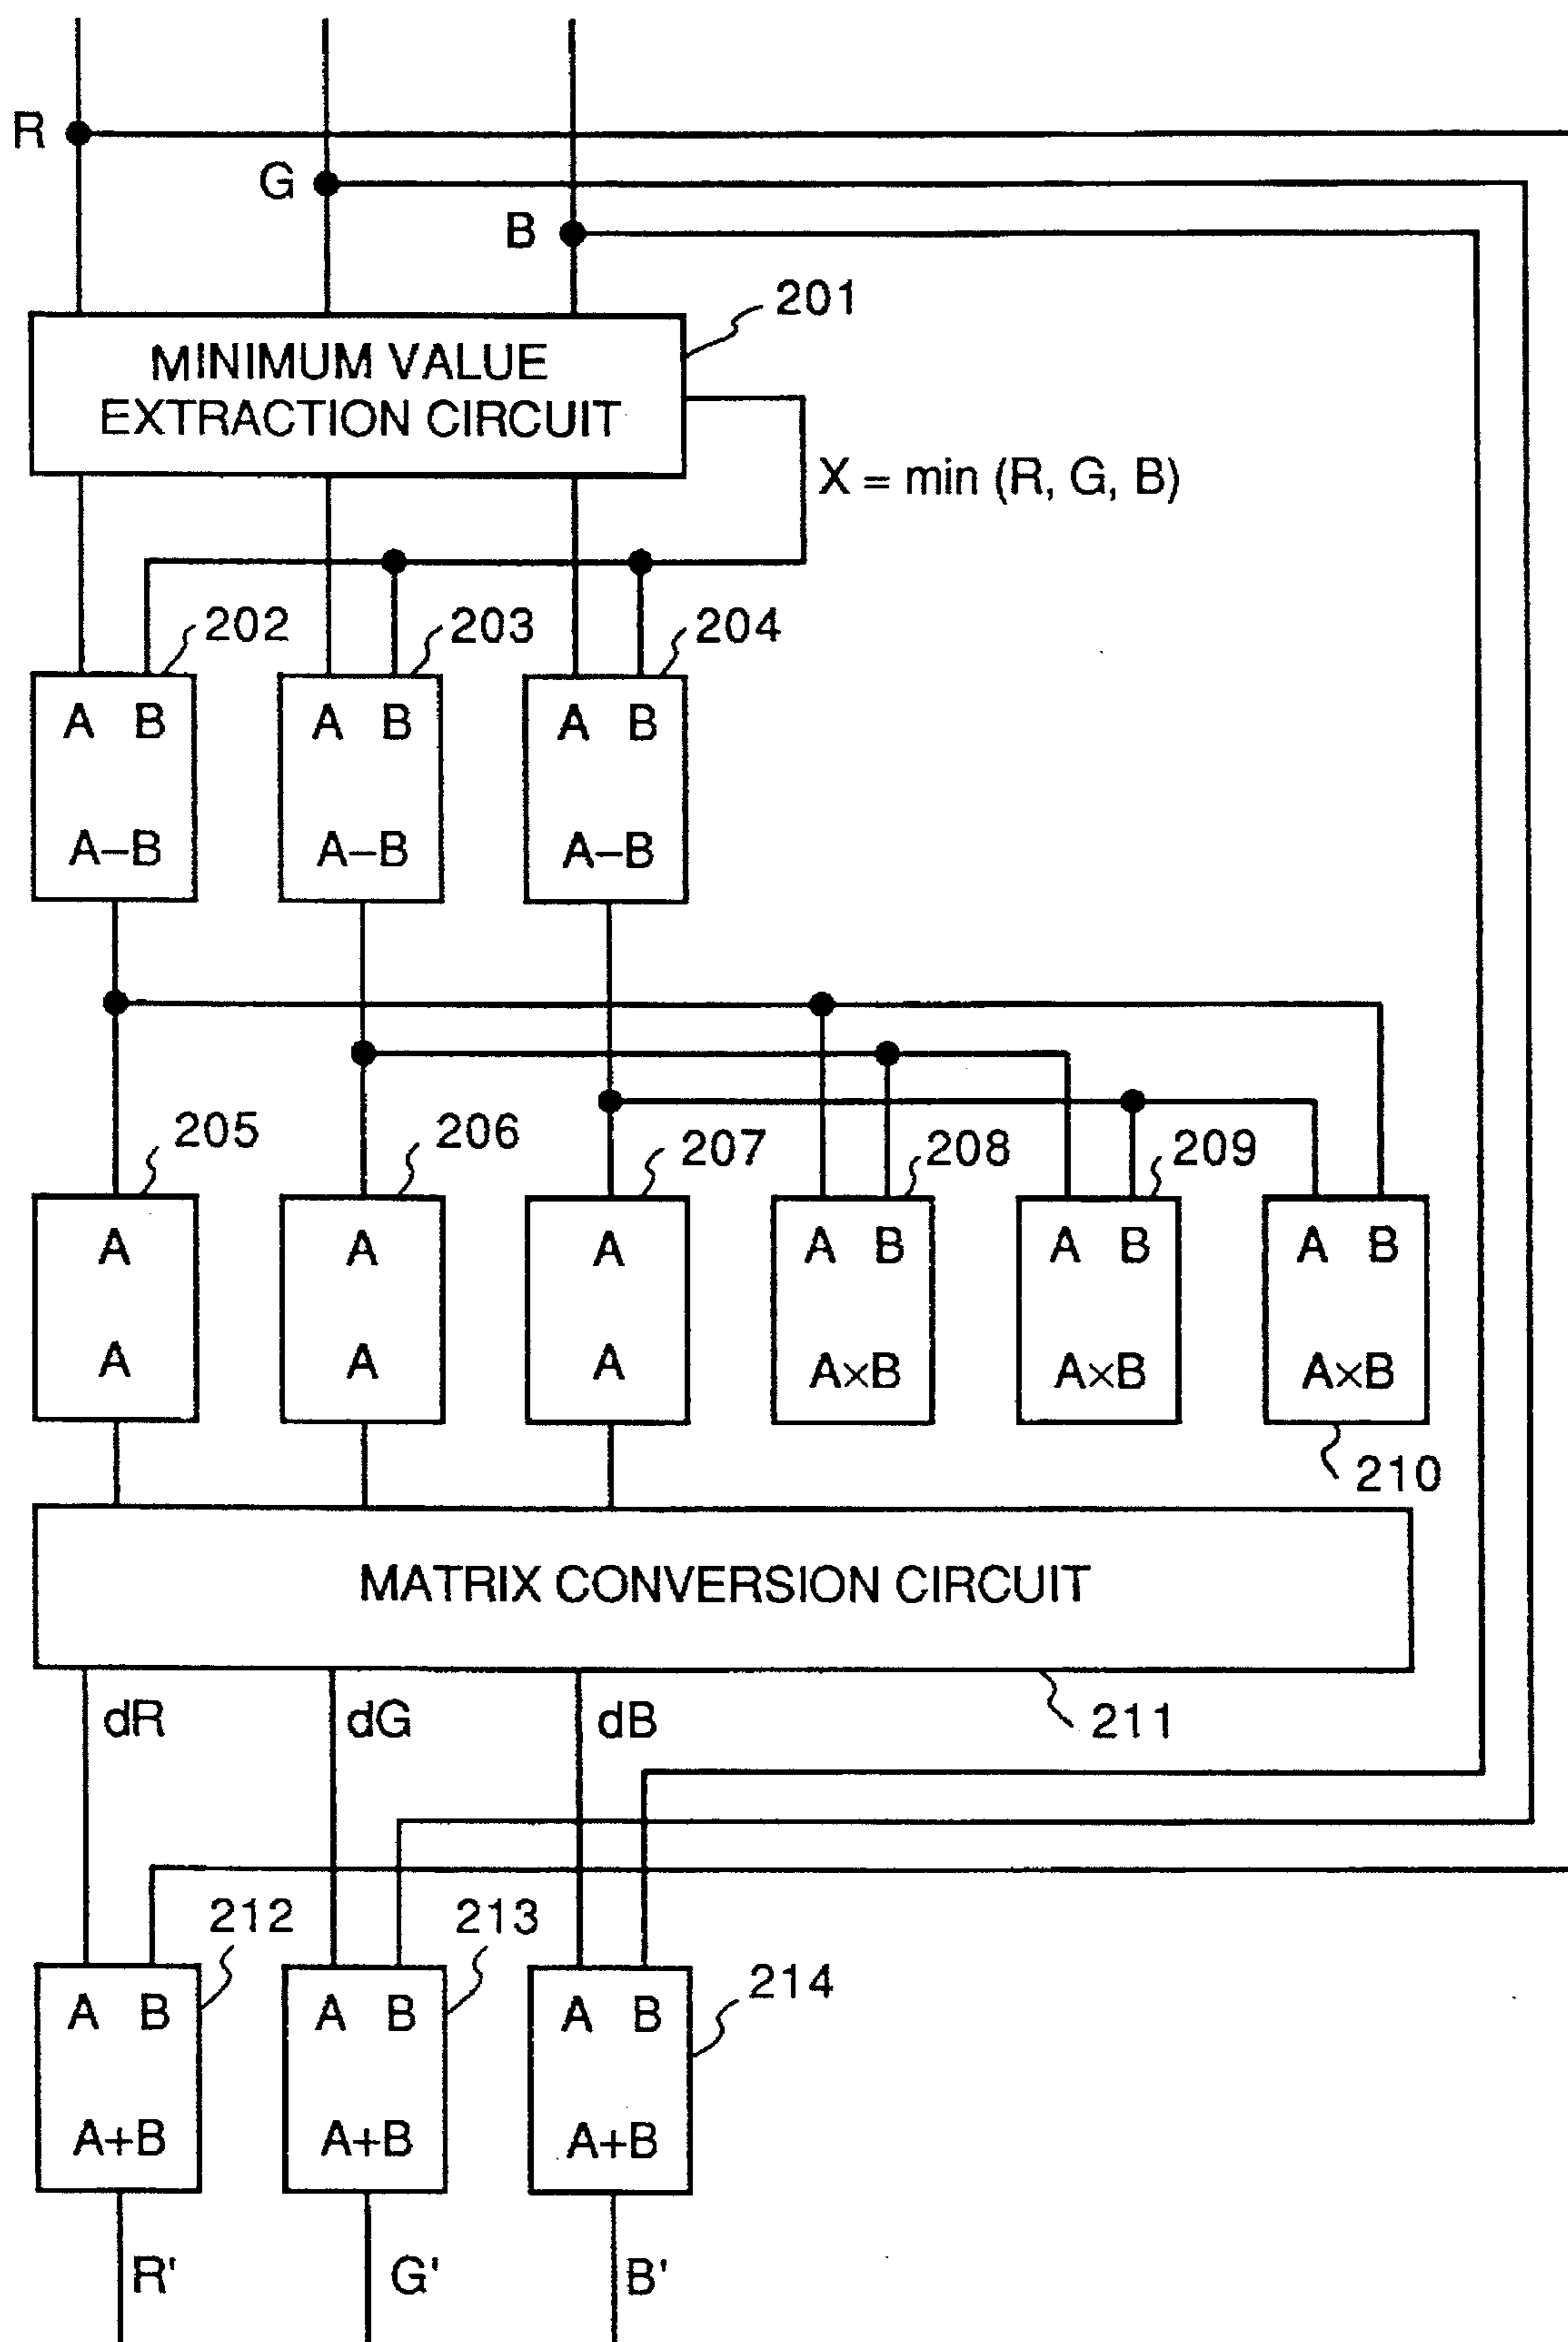 R
G
B
201
MINIMUM VALUE
EXTRACTION CIRCUIT
X = min (R, G, B)
202
203
204
A B
A B
A B
A−B
A−B
A−B
205
206
207
208
209
A
A
A
A B
A B
A B
A
A
A
A×B
A×B
A×B
210
MATRIX CONVERSION CIRCUIT
dR
dG
dB
211
212
213
214
A B
A B
A B
A+B
A+B
A+B
R'
G'
B'